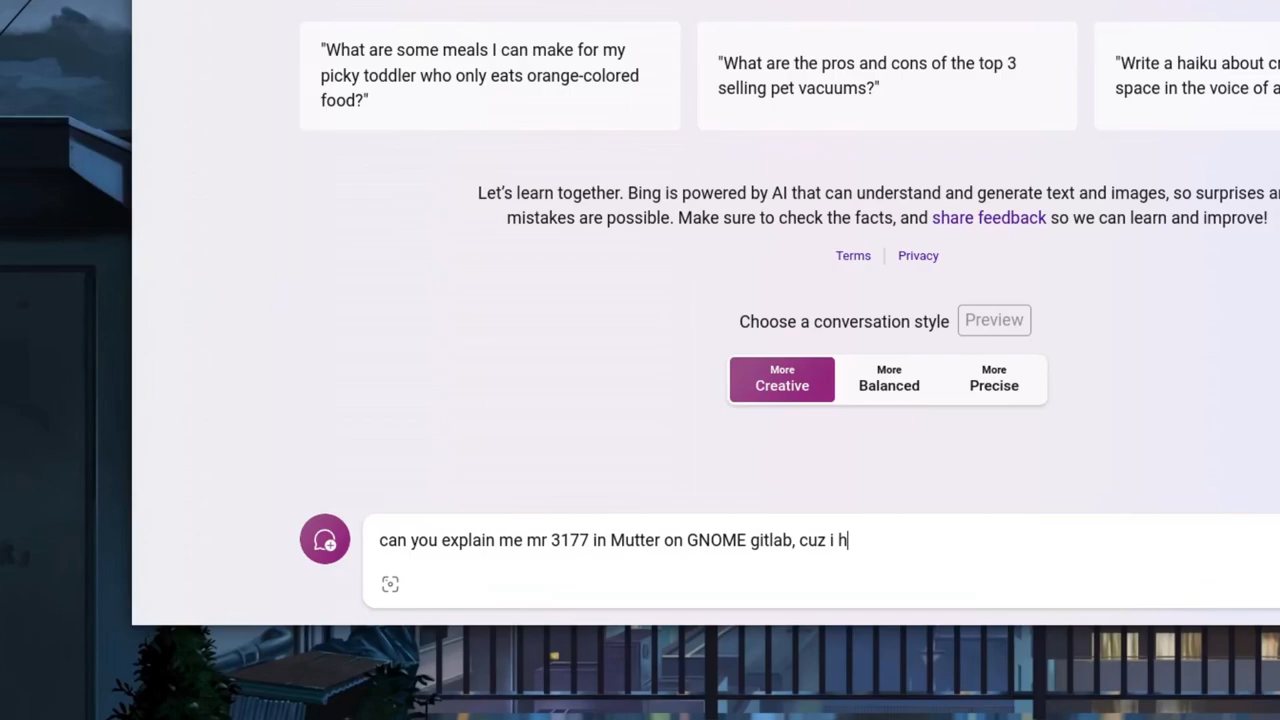 "What are some meals I can make for my
picky toddler who only eats orange-colored
food?"
"What are the pros and cons of the top 3
selling pet vacuums?"
"Write a haiku about
space in the voice of
Let's learn together. Bing is powered by AI that can understand and generate text and images, so surprises
mistakes are possible. Make sure to check the facts, and share feedback so we can learn and improve!
Terms | Privacy
Choose a conversation style Preview
More
Creative
More
Balanced
More
Precise
can you explain me mr 3177 in Mutter on GNOME gitlab, cuz i h